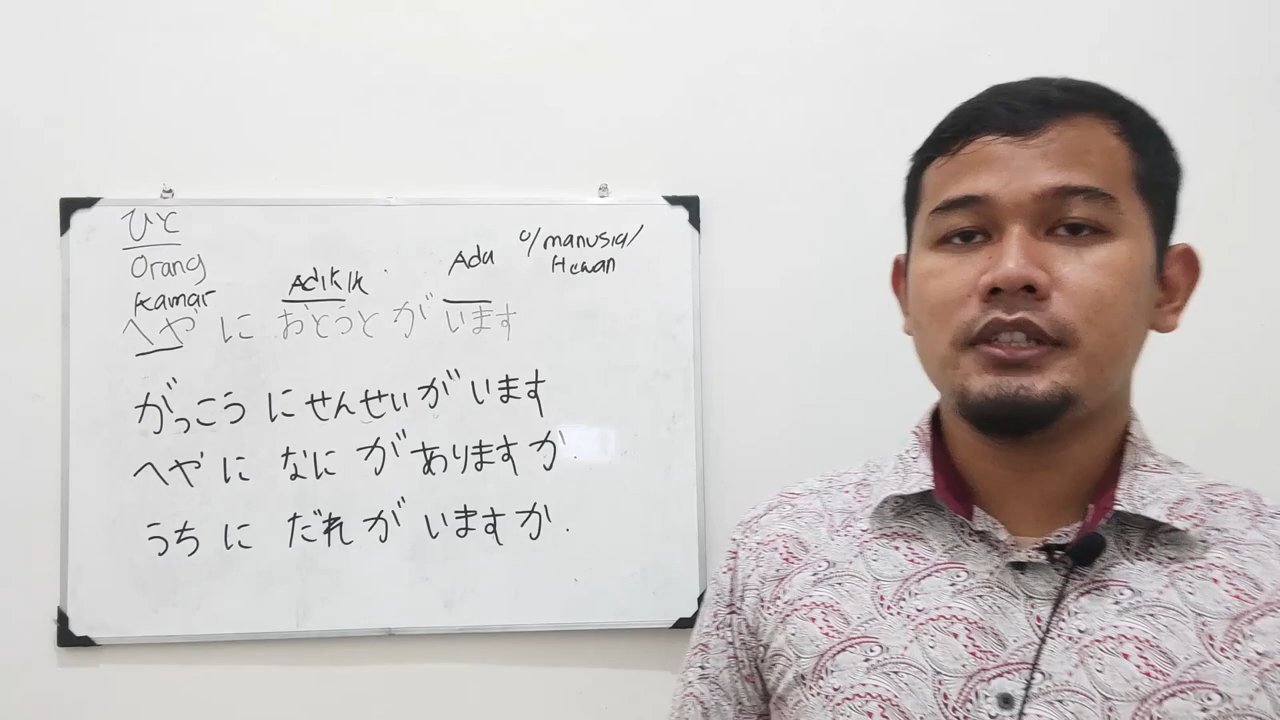 ひと
Orang
Kamar Adik lk Ada u/manusia/
Hewan
へや に おとうと が います
がっこう に せんせい が います
へや に なに が ありますか.
うち に だれ が いますか.